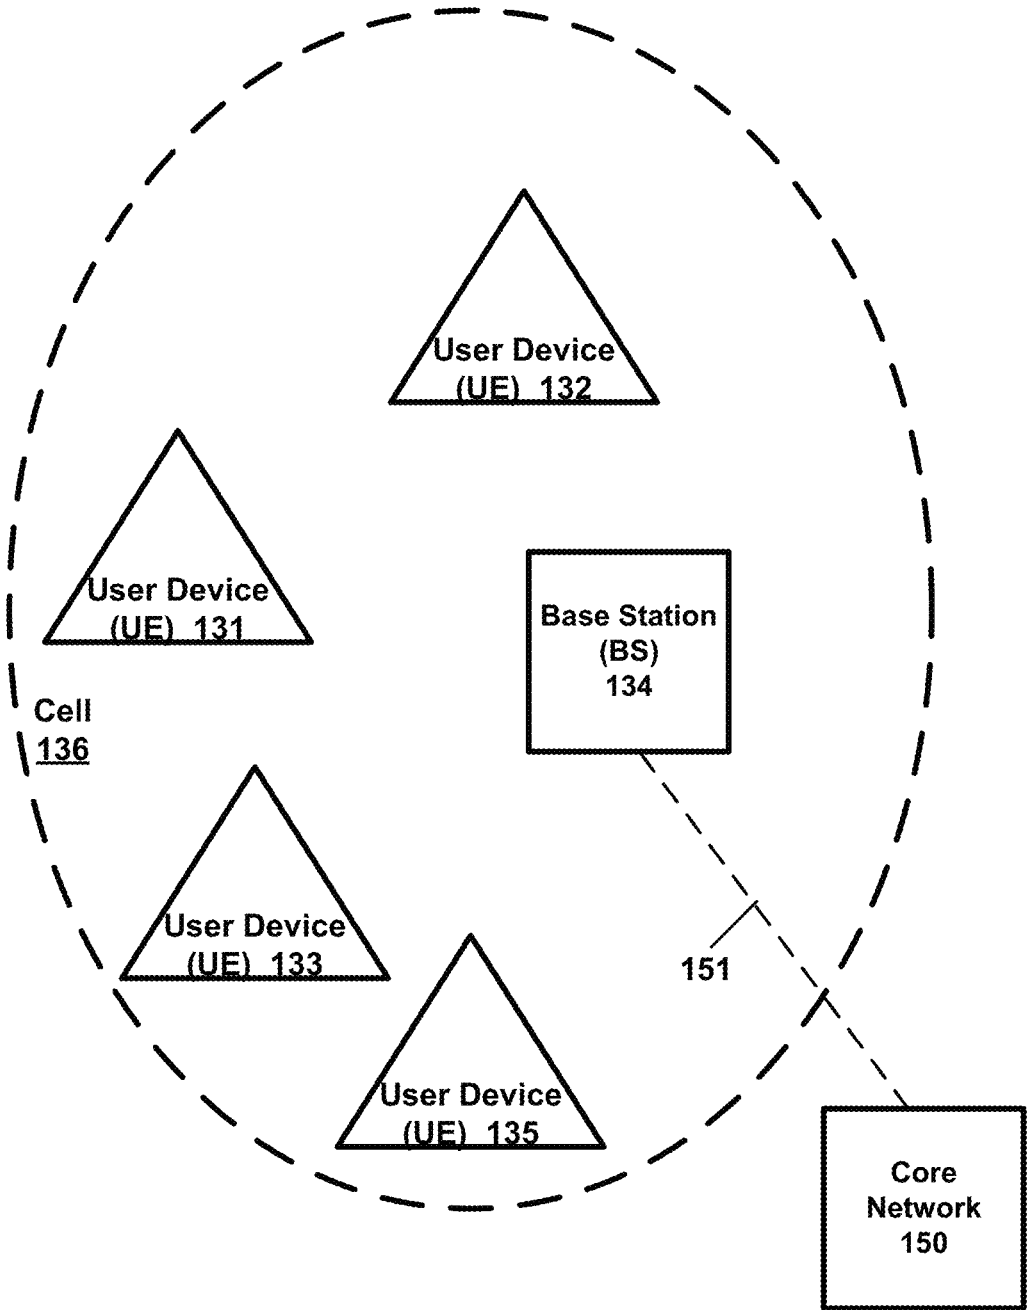 User Device
(UE) 132
User Device
(UE) 131
Base Station
(BS)
134
Cell
136
User Device
(UE) 133
151
User Device
(UE) 135
Core
Network
150